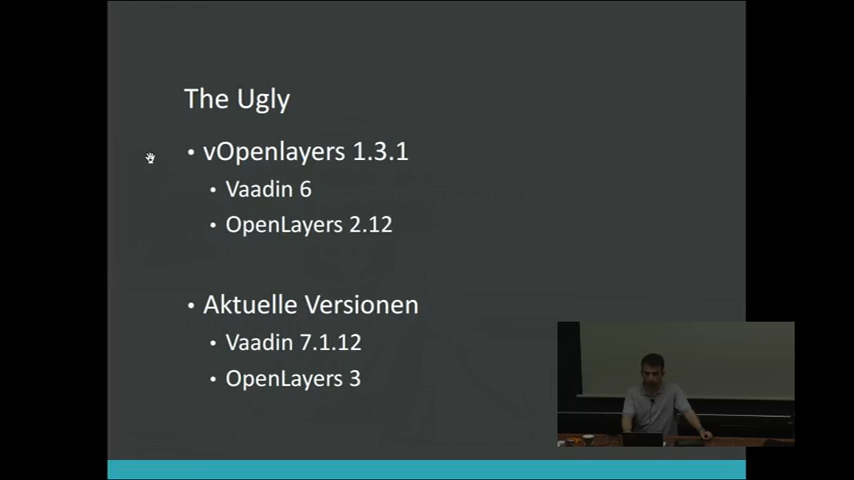 The Ugly
• vOpenlayers 1.3.1
• Vaadin 6
• OpenLayers 2.12
• Aktuelle Versionen
• Vaadin 7.1.12
• OpenLayers 3